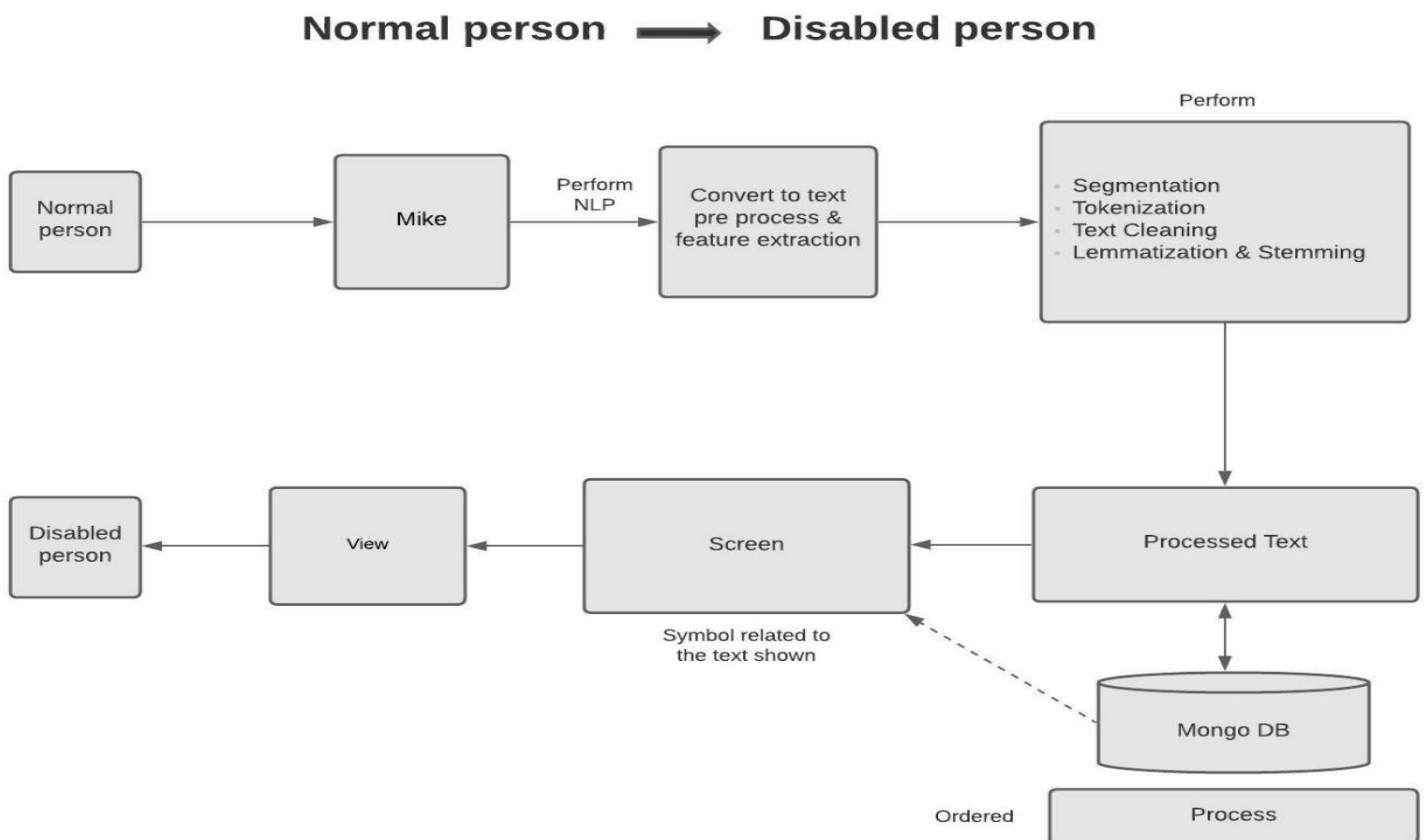 Normal person Disabled person
Perform
Normal
person
Mike
Perform
NLP
Convert to text
pre process &
feature extraction
Segmentation
Tokenization
Text Cleaning
Lemmatization & Stemming
Disabled
person
View
Screen
Processed Text
Symbol related to
the text shown
Mongo DB
Ordered
Process